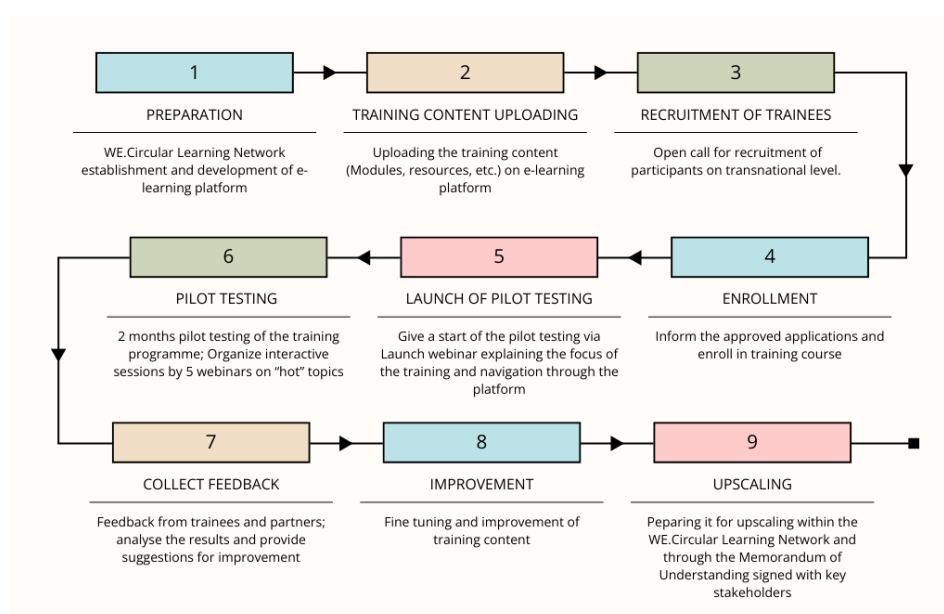 1
PREPARATION
WE.Circular Learning Network
establishment and development of e-
learning platform
2
TRAINING CONTENT UPLOADING
Uploading the training content
(Modules, resources, etc.) on e-learning
platform
3
RECRUITMENT OF TRAINEES
Open call for recruitment of
participants on transnational level.
4
ENROLLMENT
Inform the approved applications and
enroll in training course
5
LAUNCH OF PILOT TESTING
Give a start of the pilot testing via
Launch webinar explaining the focus of
the training and navigation through the
platform
6
PILOT TESTING
2 months pilot testing of the training
programme; Organize interactive
sessions by 5 webinars on “hot” topics
7
COLLECT FEEDBACK
Feedback from trainees and partners;
analyse the results and provide
suggestions for improvement
8
IMPROVEMENT
Fine tuning and improvement of
training content
9
UPSCALING
Peparing it for upscaling within the
WE.Circular Learning Network and
through the Memorandum of
Understanding signed with key
stakeholders